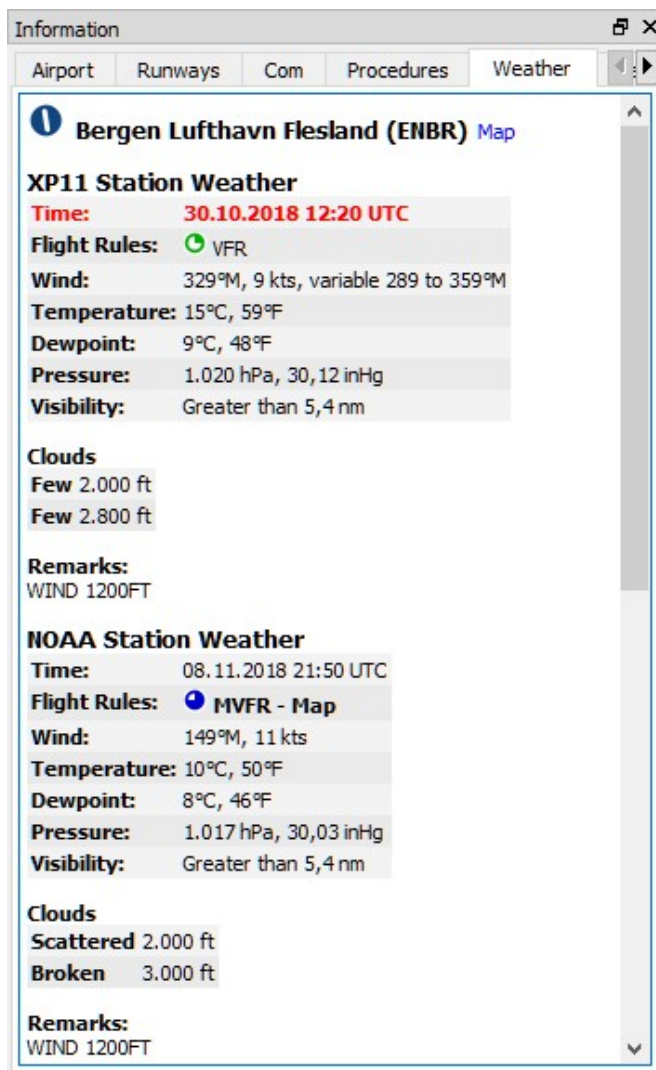 Information
Airport Runways Com Procedures Weather
Bergen Lufthavn Flesland (ENBR) Map
XP11 Station Weather
Time: 30.10.2018 12:20 UTC
Flight Rules: VFR
Wind: 329°M, 9 kts, variable 289 to 359°M
Temperature: 15°C, 59°F
Dewpoint: 9°C, 48°F
Pressure: 1.020 hPa, 30,12 inHg
Visibility: Greater than 5,4 nm
Clouds
Few 2.000 ft
Few 2.800 ft
Remarks:
WIND 1200FT
NOAA Station Weather
Time: 08.11.2018 21:50 UTC
Flight Rules: MVFR - Map
Wind: 149°M, 11 kts
Temperature: 10°C, 50°F
Dewpoint: 8°C, 46°F
Pressure: 1.017 hPa, 30,03 inHg
Visibility: Greater than 5,4 nm
Clouds
Scattered 2.000 ft
Broken 3.000 ft
Remarks:
WIND 1200FT